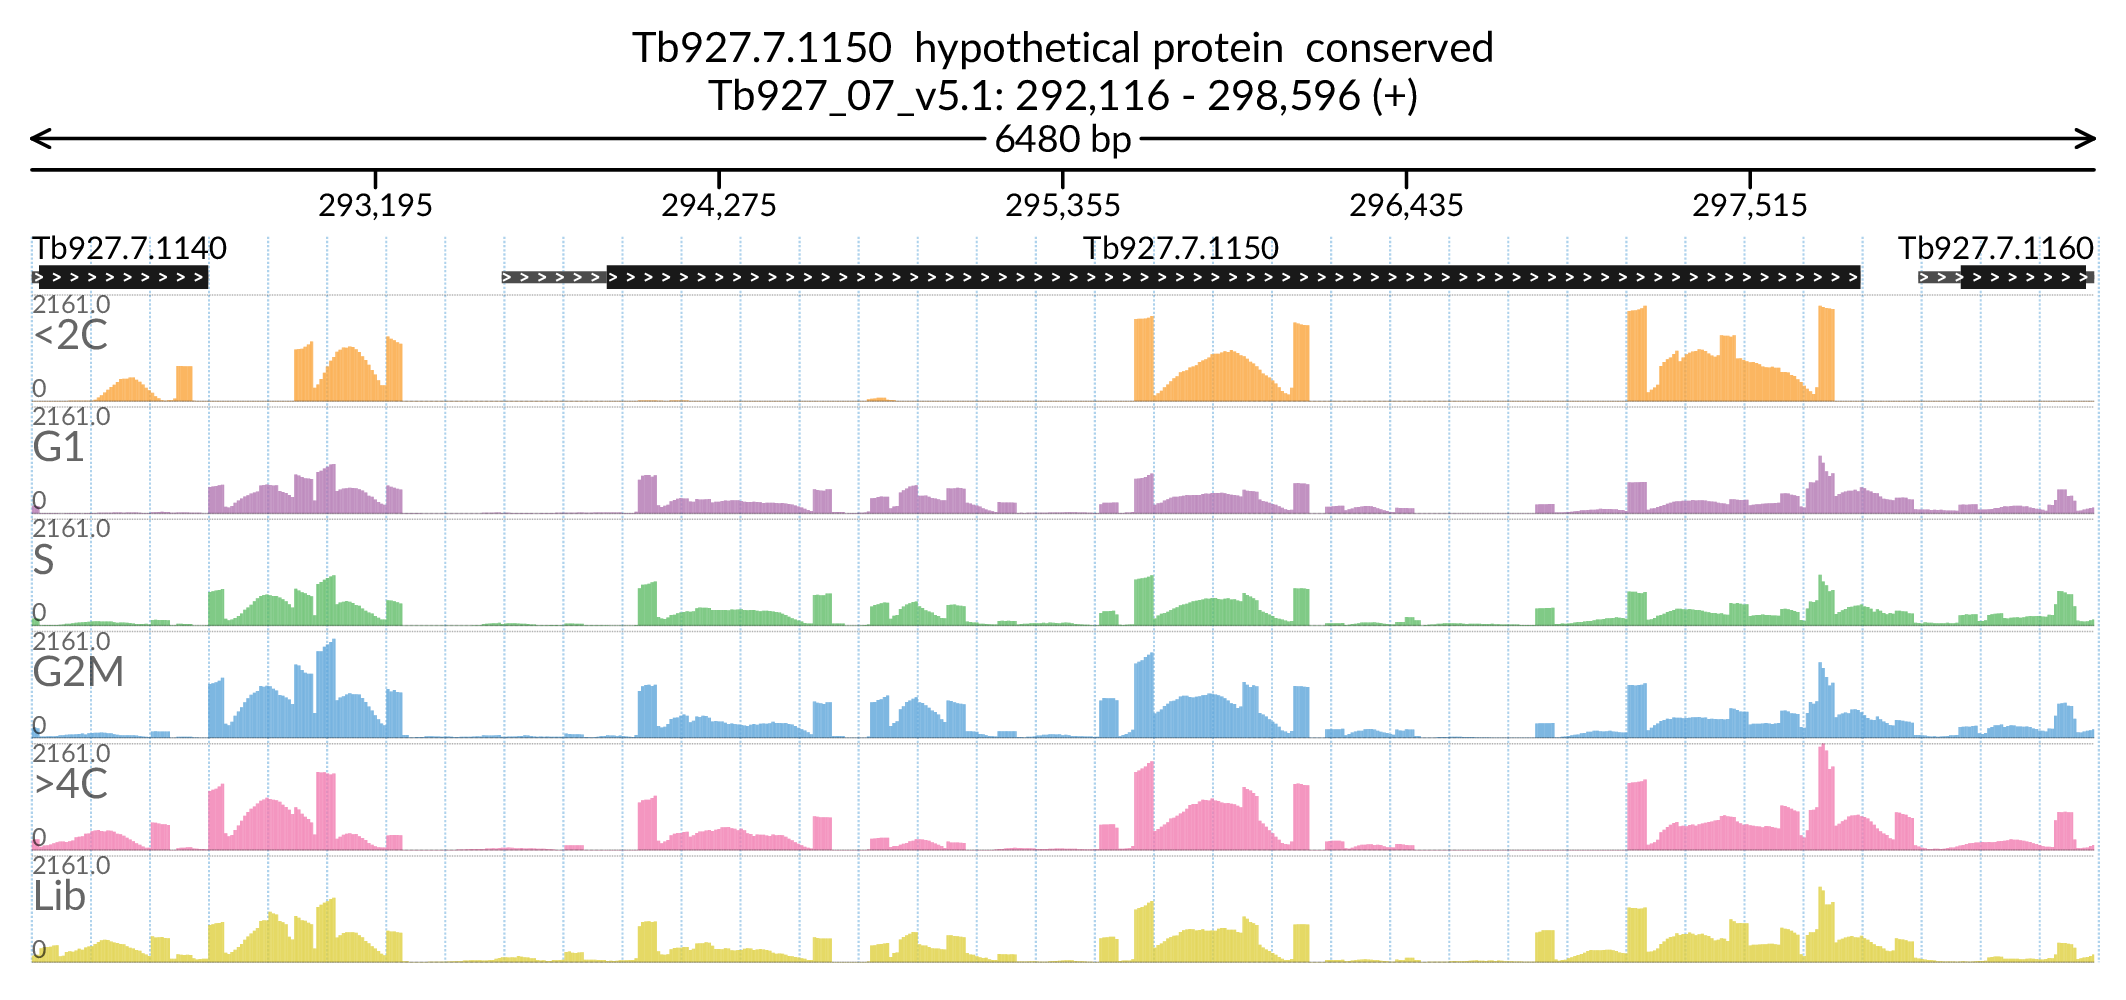 Tb927.7.1150 hypothetical protein conserved
Tb927_07_v5.1: 292,116 - 298,596 (+)
6480 bp
293,195 294,275 295,355 296,435 297,515
Tb927.7.1140 Tb927.7.1150 Tb927.7.1160
2161.0
<2C
0
2161.0
G1
0
2161.0
S
0
2161.0
G2M
0
2161.0
>4C
0
2161.0
Lib
0